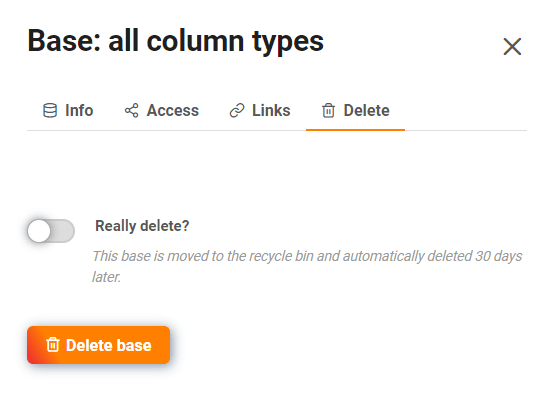 Base: all column types
Info Access Links Delete
Really delete?
This base is moved to the recycle bin and automatically deleted 30 days
later.
Delete base